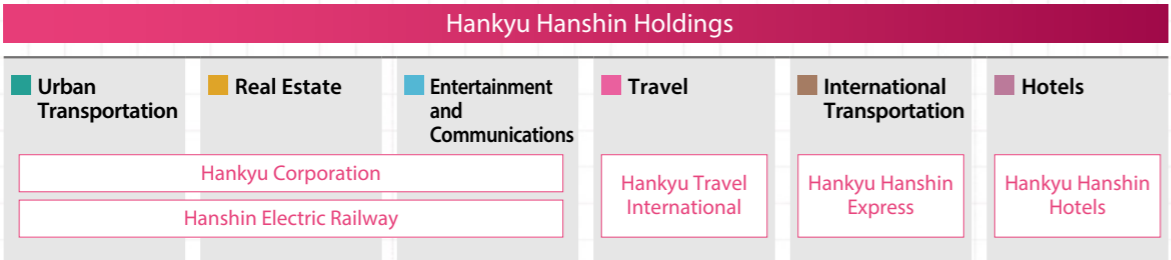 Hankyu Hanshin Holdings
Urban
Transportation
Real Estate
Entertainment
and
Communications
Travel
International
Transportation
Hotels
Hankyu Corporation
Hanshin Electric Railway
Hankyu Travel
International
Hankyu Hanshin
Express
Hankyu Hanshin
Hotels